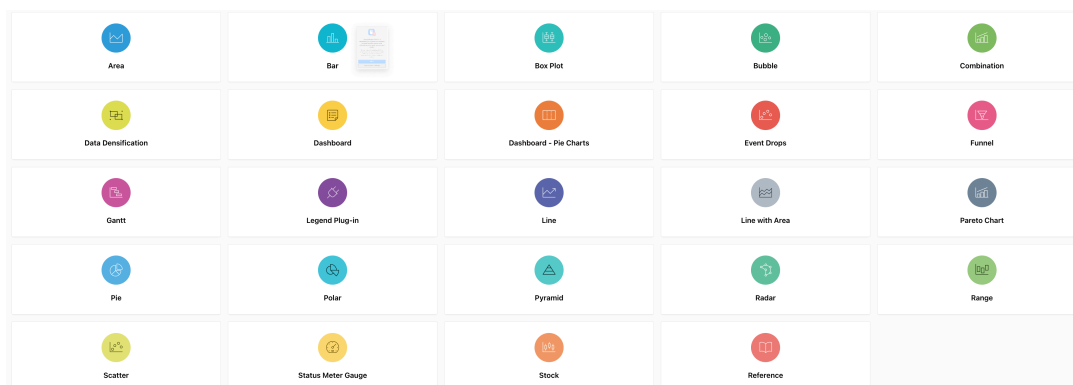 Area
Bar
Box Plot
Bubble
Combination
Data Densification
Dashboard
Dashboard - Pie Charts
Event Drops
Funnel
Gantt
Legend Plug-in
Line
Line with Area
Pareto Chart
Pie
Polar
Pyramid
Radar
Range
Scatter
Status Meter Gauge
Stock
Reference